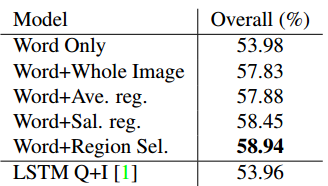 Model Overall (%)
Word Only 53.98
Word+Whole Image 57.83
Word+Ave. reg. 57.88
Word+Sal. reg. 58.45
Word+Region Sel. 58.94
LSTM Q+I [1] 53.96